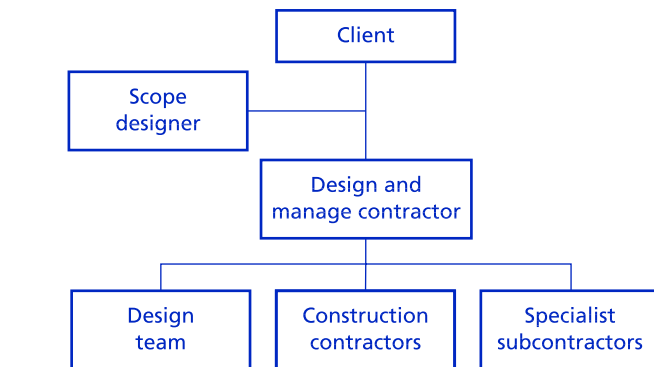 Client
Scope
designer
Design and
manage contractor
Design
team
Construction
contractors
Specialist
subcontractors